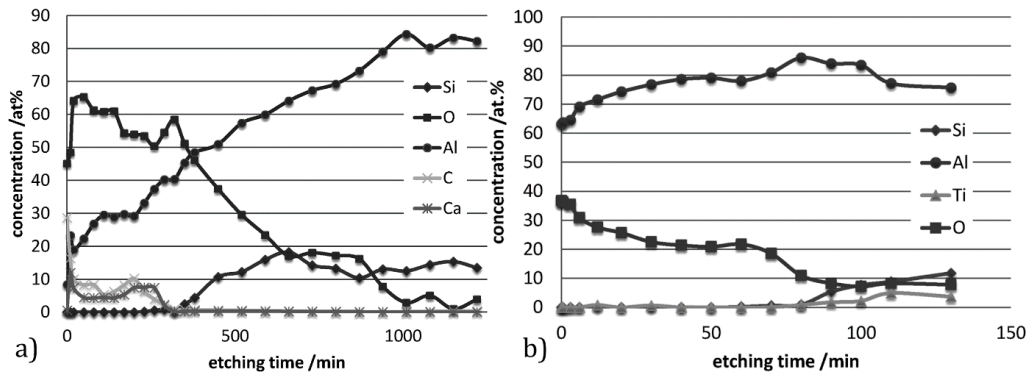 90
80
70
60
50
40
30
20
10
0
concentration /at%
0
500
1000
etching time /min
Si
O
Al
C
Ca
a)
100
90
80
70
60
50
40
30
20
10
0
concentration /at.%
0
50
100
150
etching time /min
Si
Al
Ti
O
b)